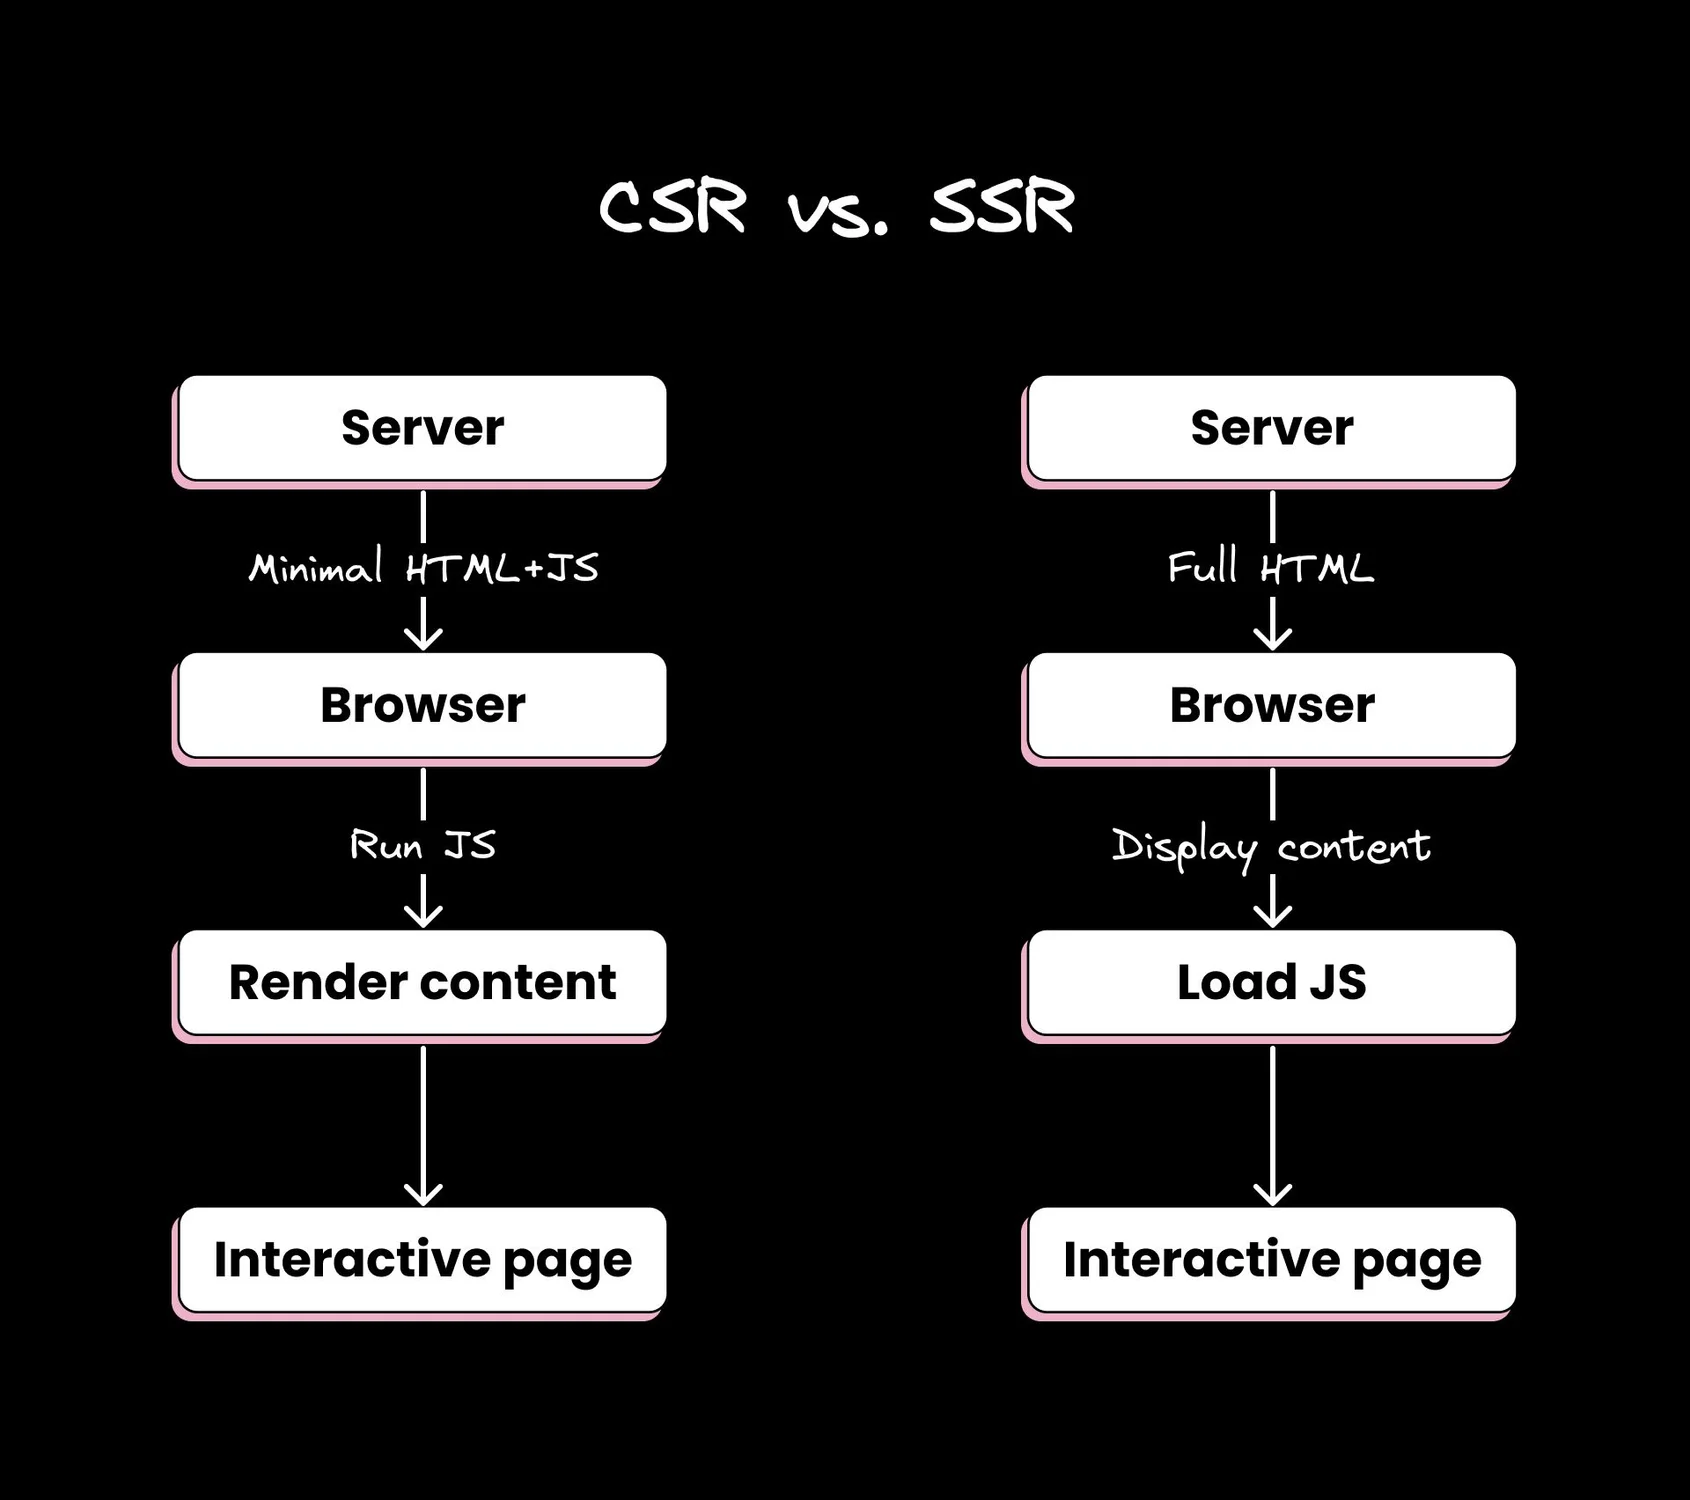 CSR vs. SSR
Server
Minimal HTML+JS
Browser
Run JS
Render content
Interactive page
Server
Full HTML
Browser
Display content
Load JS
Interactive page